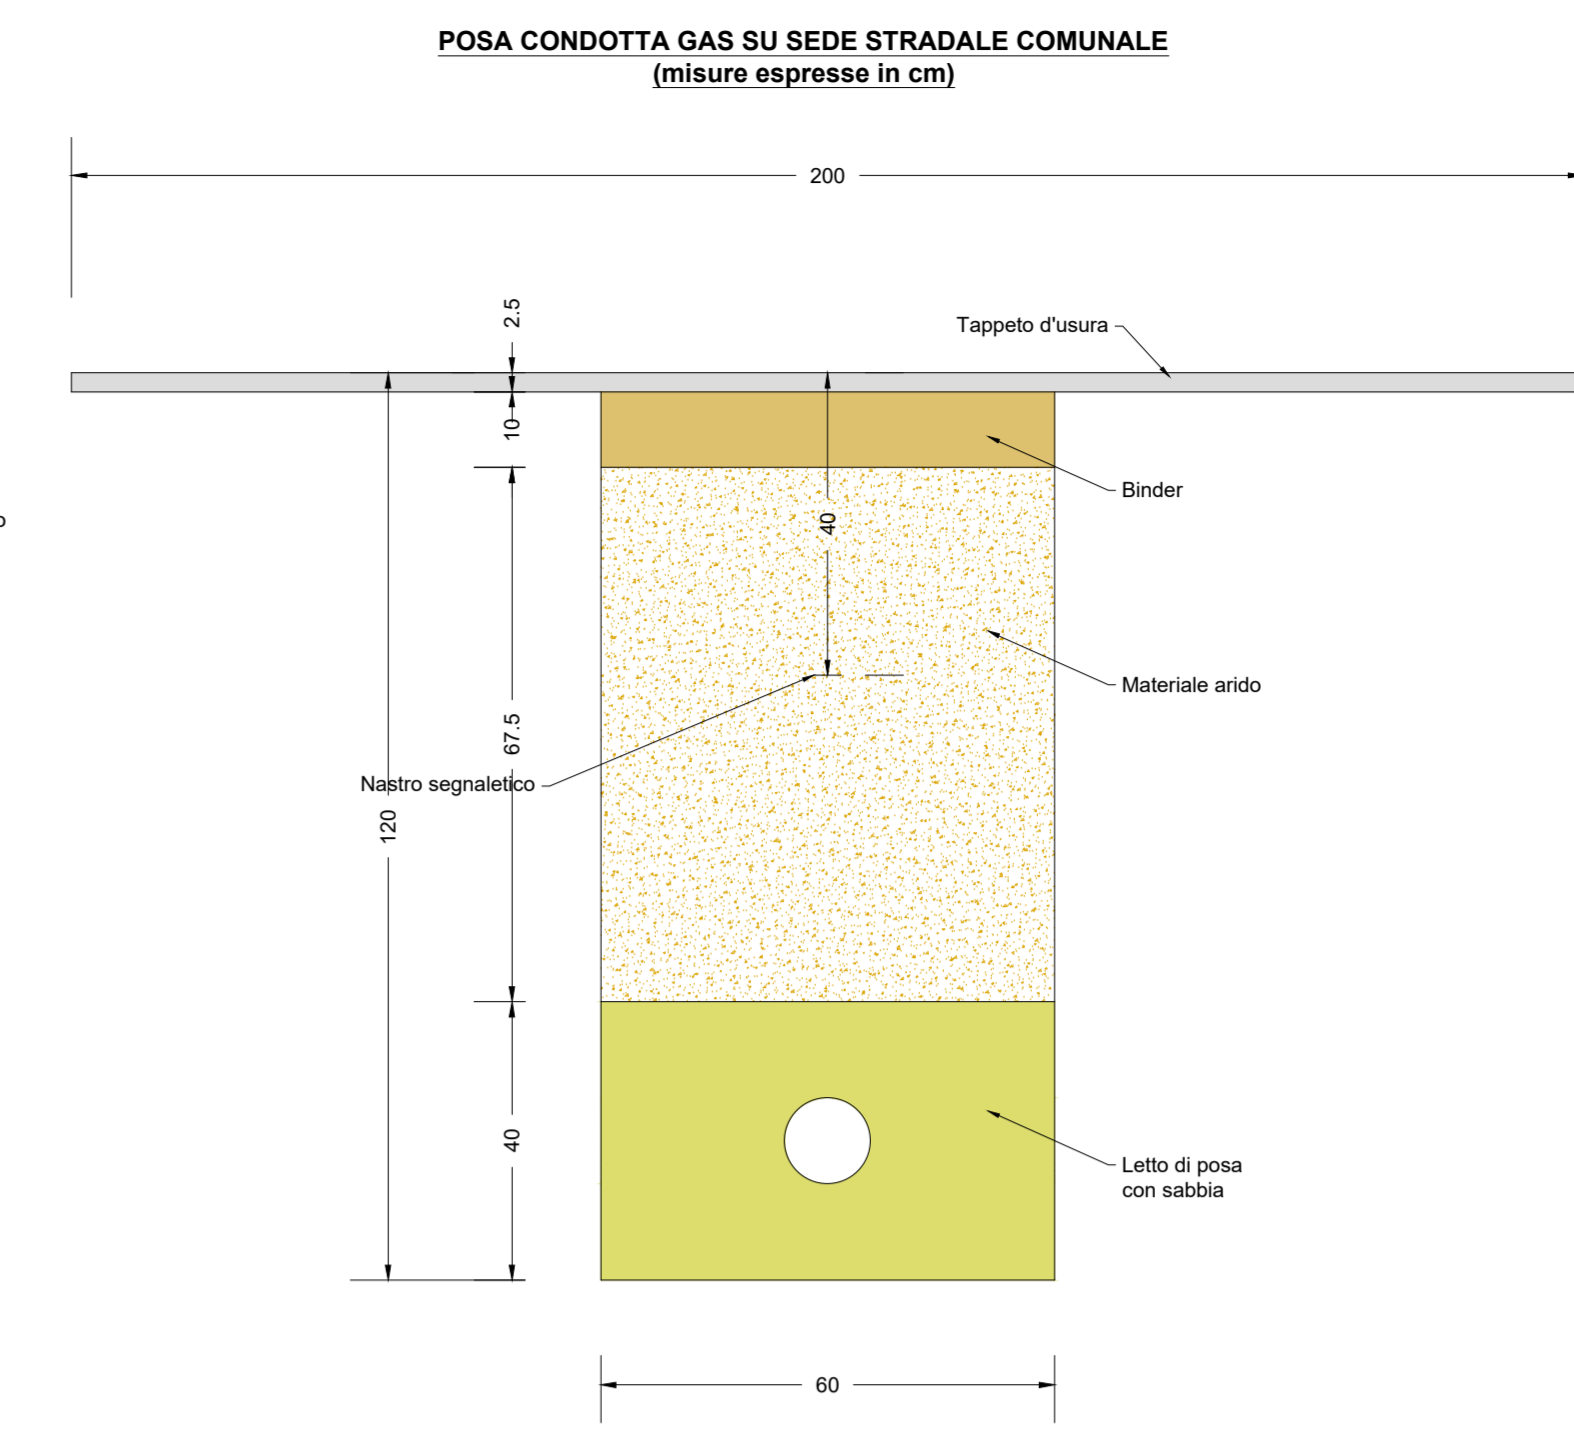 POSA CONDOTTA GAS SU SEDE STRADALE COMUNALE
(misure espresse in cm)
200
2.5
Tappeto d'usura
10
Binder
40
o
Materiale arido
67.5
Nastro segnaletico
120
40
Letto di posa
con sabbia
60